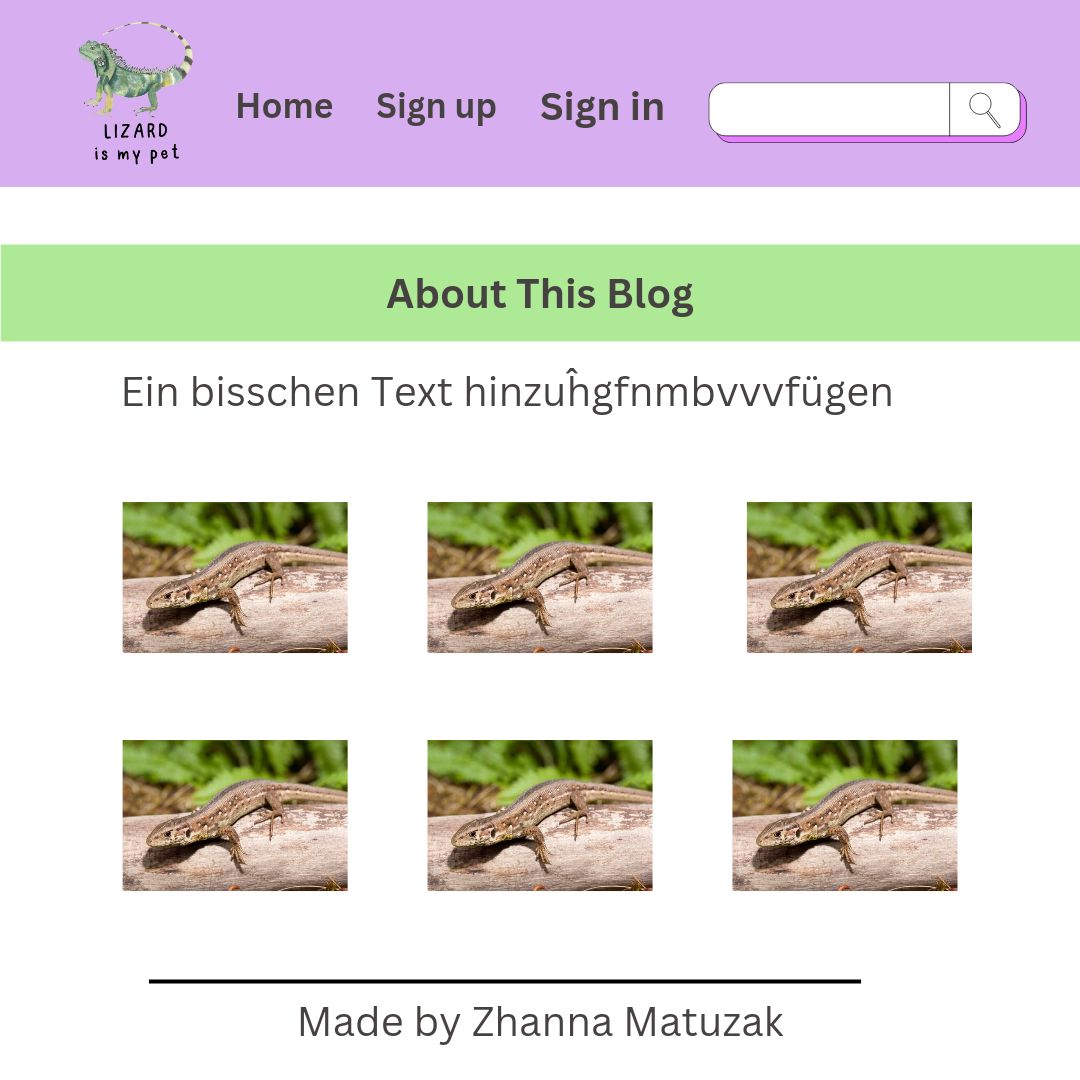 LIZARD
is my pet
Home Sign up Sign in
About This Blog
Ein bisschen Text hinzuĥgfnmbvvvfügen
Made by Zhanna Matuzak